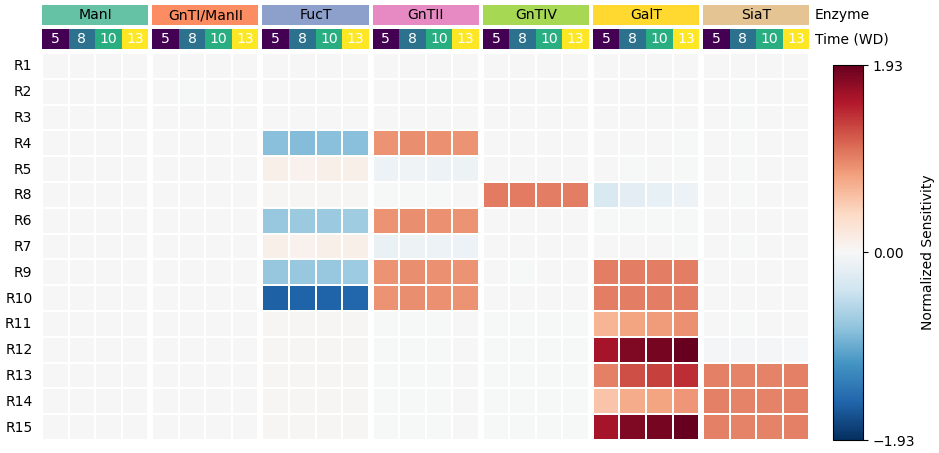 ManI GnTI/ManII FucT GnTII GnTIV GalT SiaT Enzyme
5 8 10 13 5 8 10 13 5 8 10 13 5 8 10 13 5 8 10 13 5 8 10 13 5 8 10 13 Time (WD)
R1
R2
R3
R4
R5
R8
R6
R7
R9
R10
R11
R12
R13
R14
R15
1.93
0.00
−1.93
Normalized Sensitivity